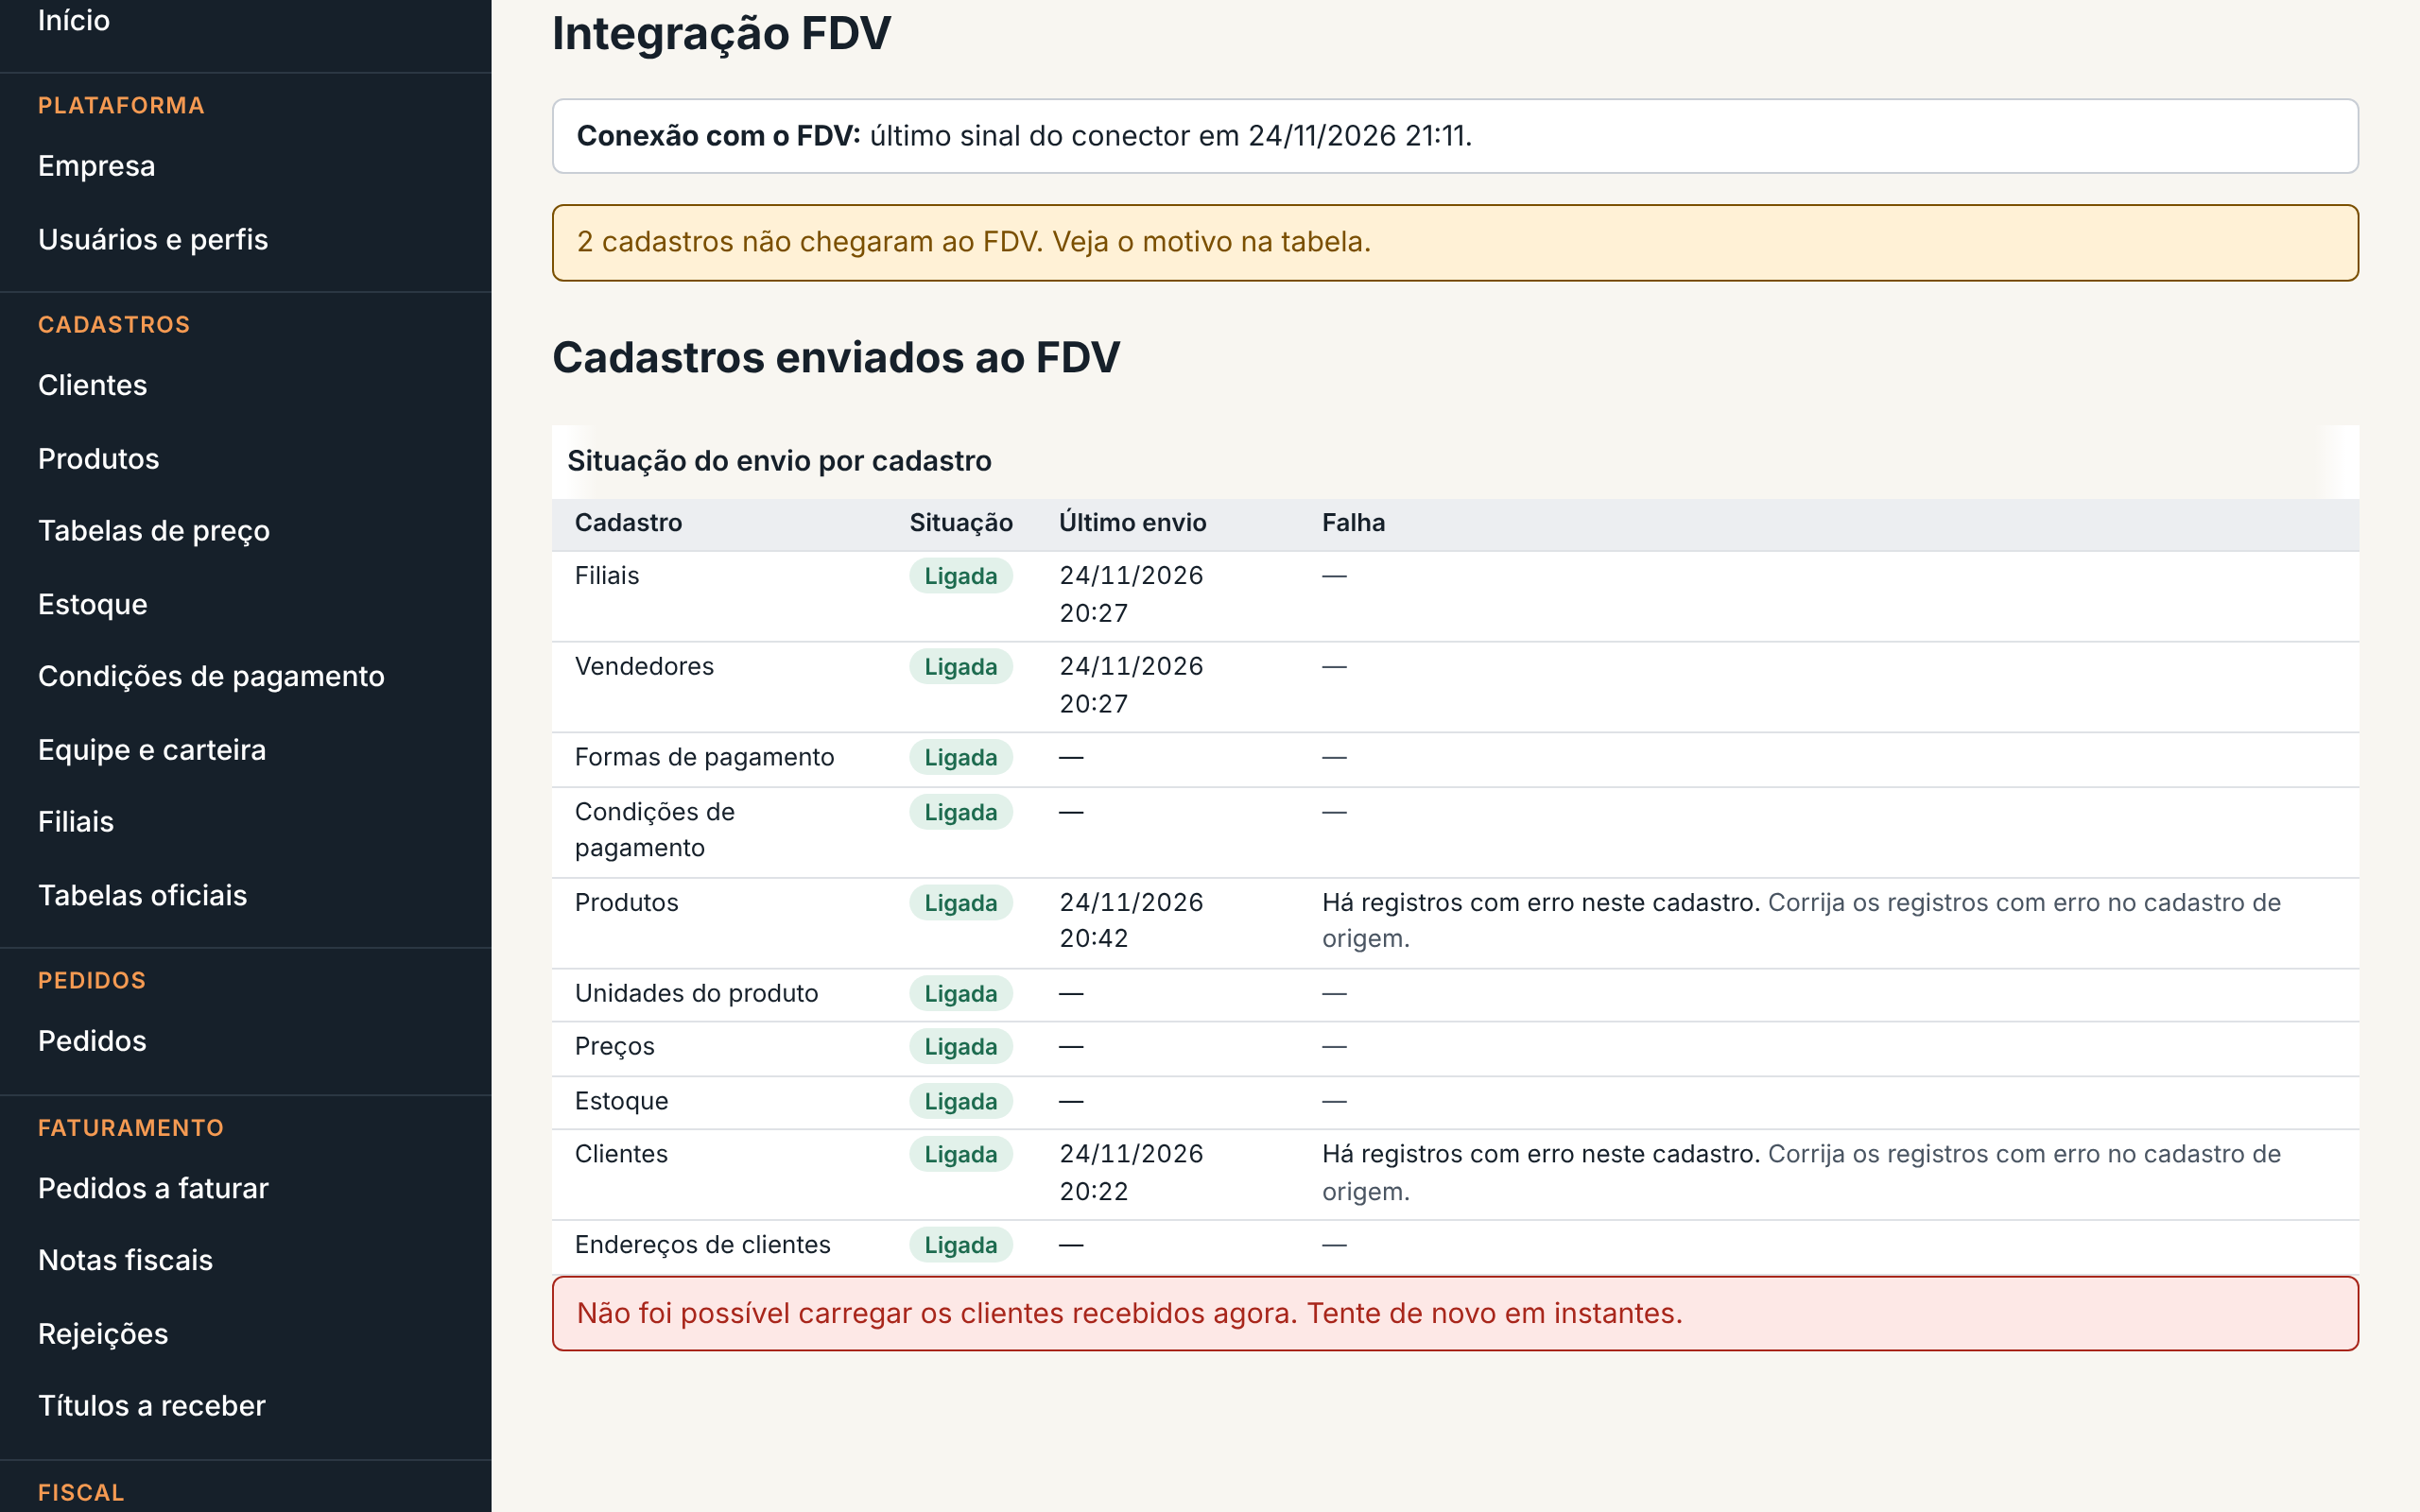 Início
PLATAFORMA
Empresa
Usuários e perfis
CADASTROS
Clientes
Produtos
Tabelas de preço
Estoque
Condições de pagamento
Equipe e carteira
Filiais
Tabelas oficiais
PEDIDOS
Pedidos
FATURAMENTO
Pedidos a faturar
Notas fiscais
Rejeições
Títulos a receber
FISCAL
Integração FDV
Conexão com o FDV: último sinal do conector em 24/11/2026 21:11.
2 cadastros não chegaram ao FDV. Veja o motivo na tabela.
Cadastros enviados ao FDV
Situação do envio por cadastro
Cadastro Situação Último envio Falha
Filiais Ligada 24/11/2026 —
20:27
Vendedores Ligada 24/11/2026 —
20:27
Formas de pagamento Ligada — —
Condições de Ligada — —
pagamento
Produtos Ligada 24/11/2026 Há registros com erro neste cadastro. Corrija os registros com erro no cadastro de
20:42 origem.
Unidades do produto Ligada — —
Preços Ligada — —
Estoque Ligada — —
Clientes Ligada 24/11/2026 Há registros com erro neste cadastro. Corrija os registros com erro no cadastro de
20:22 origem.
Endereços de clientes Ligada — —
Não foi possível carregar os clientes recebidos agora. Tente de novo em instantes.